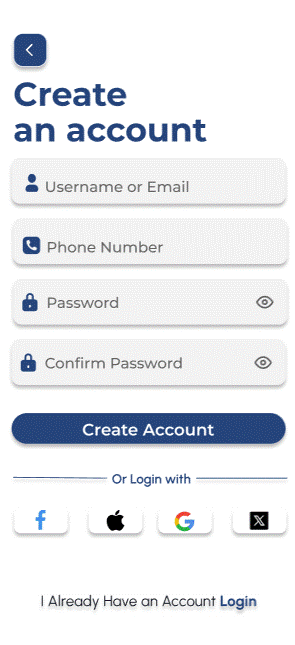 Create
an account
Username or Email
Phone Number
Password
Confirm Password
Create Account
Or Login with
I Already Have an Account Login